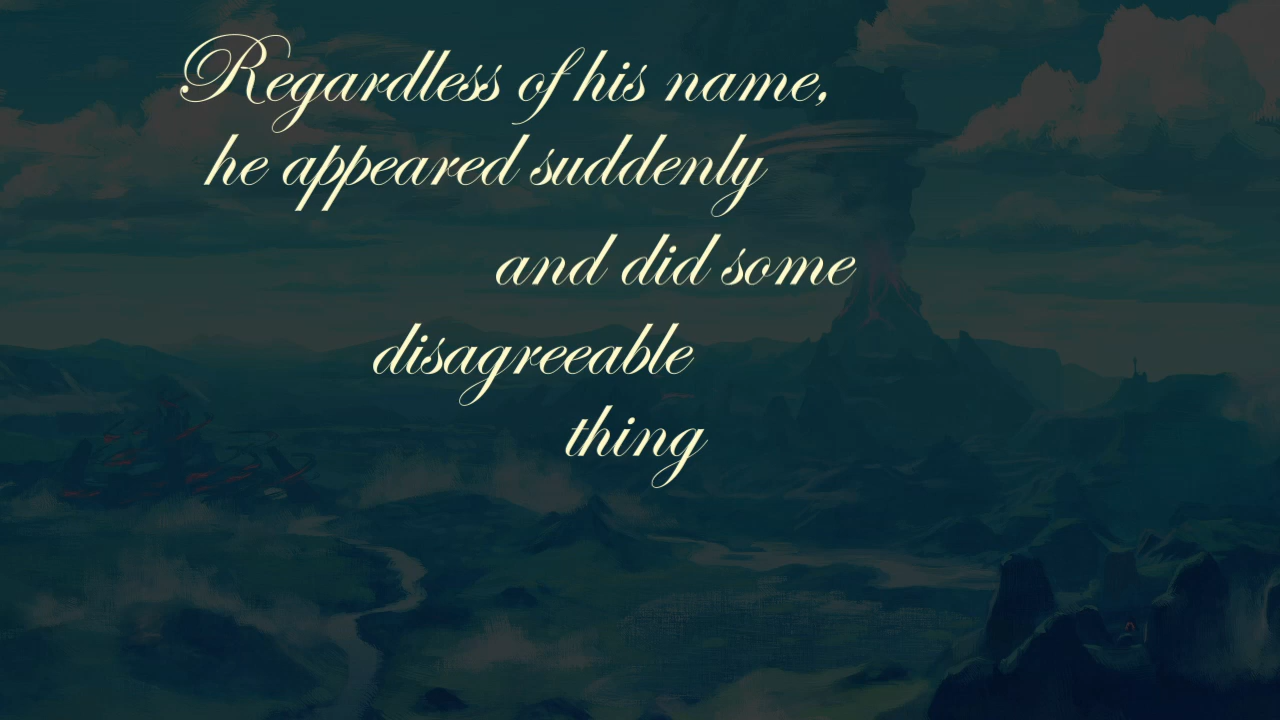 Regardless of his name,
he appeared suddenly
and did some
disagreeable
thing